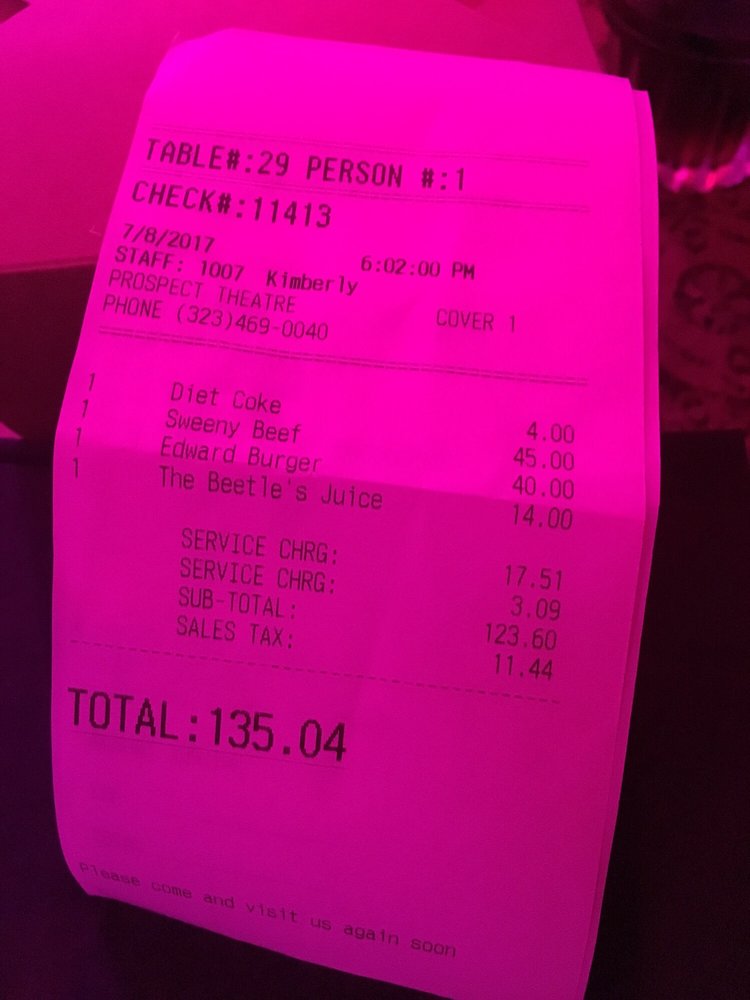 TABLE#:29 PERSON #:1
CHECK#:11413
7/8/2017 6:02:00 PM
STAFF: 1007 Kimberly
PROSPECT THEATRE COVER 1
PHONE (323)469-0040
1 Diet Coke 4.00
1 Sweeny Beef 45.00
1 Edward Burger 40.00
1 The Beetle's Juice 14.00
SERVICE CHRG: 17.51
SERVICE CHRG: 3.09
SUB-TOTAL: 123.60
SALES TAX: 11.44
TOTAL:135.04
Please come and visit us again soon